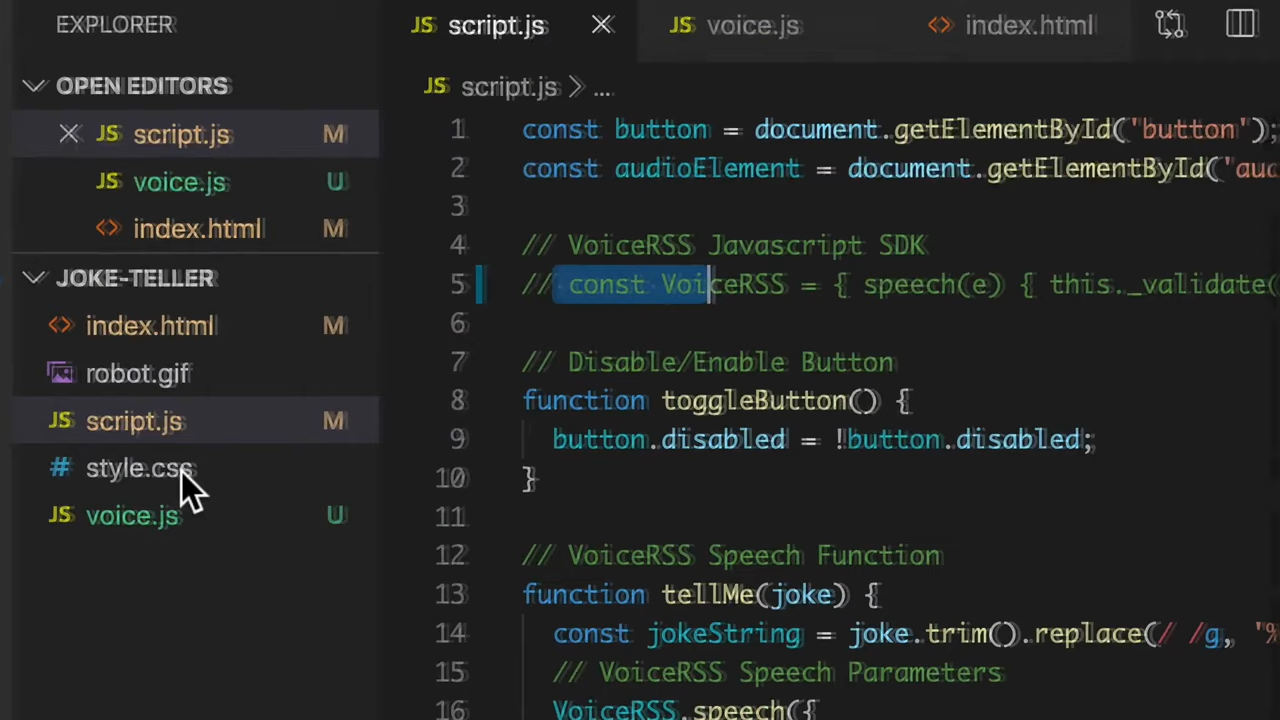 EXPLORER
OPEN EDITORS
JS script.js M
JS voice.js U
<> index.html M
JOKE-TELLER
<> index.html M
robot.gif
JS script.js M
# style.css
JS voice.js U
JS script.js
JS voice.js
<> index.html
JS script.js > ...
1 const button = document.getElementById("button");
2 const audioElement = document.getElementById('aud
3
4 // VoiceRSS Javascript SDK
5 // const VoiceRSS = { speech(e) { this._validate(
6
7 // Disable/Enable Button
8 function toggleButton() {
9 button.disabled = !button.disabled;
10 }
11
12 // VoiceRSS Speech Function
13 function tellMe(joke) {
14 const jokeString = joke.trim().replace(/ /g, "%
15 // VoiceRSS Speech Parameters
16 VoiceRSS.speech({